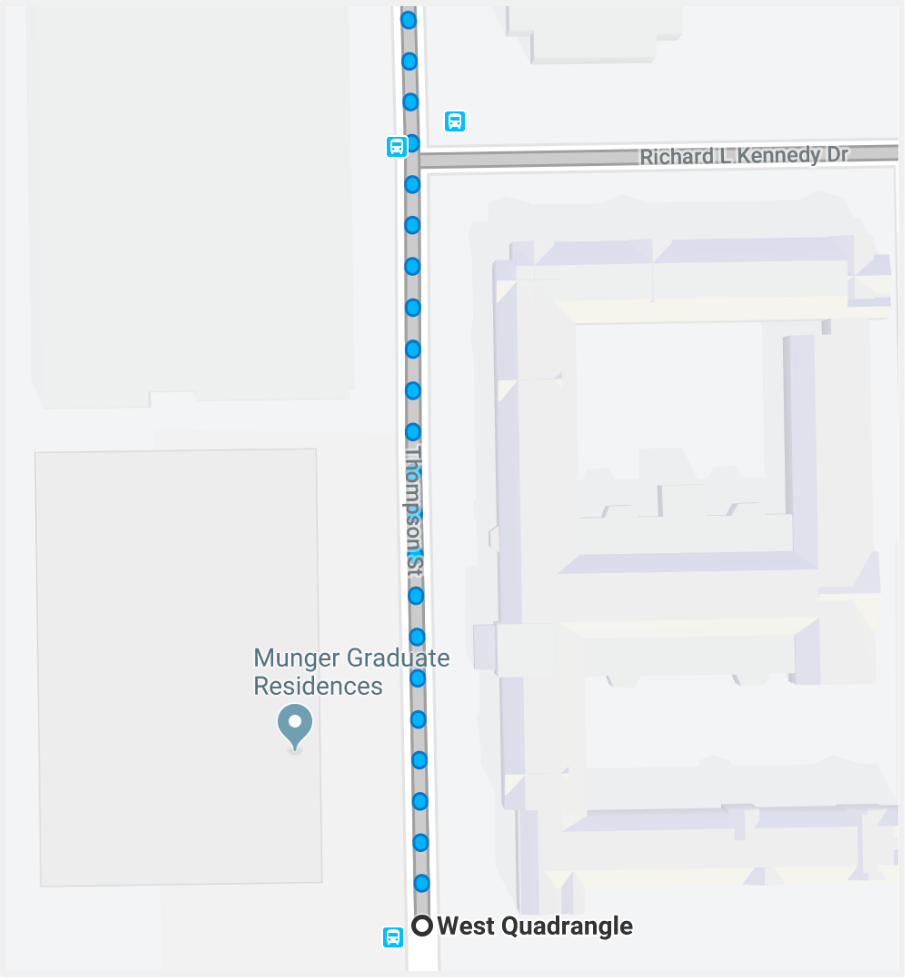 Richard L Kennedy Dr
Thompson St
Munger Graduate
Residences
West Quadrangle